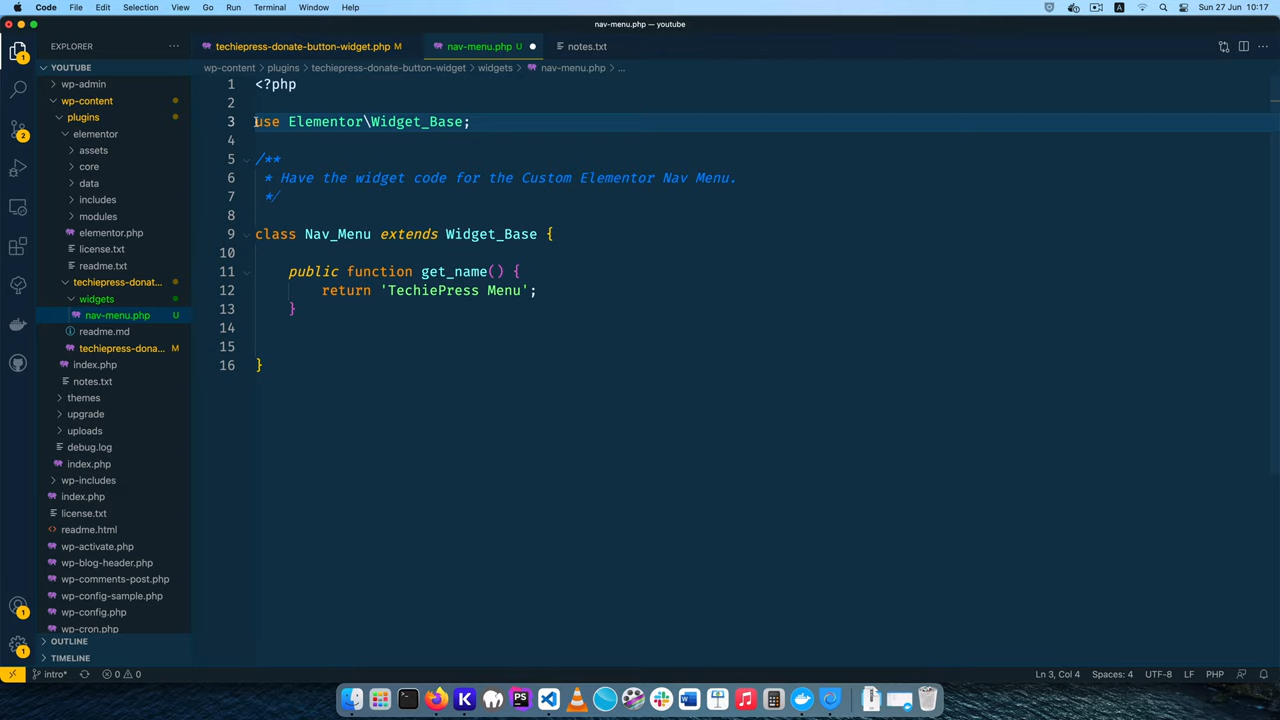 Code File Edit Selection View Go Run Terminal Window Help A Sun 27 Jun 10:17
nav-menu.php — youtube
EXPLORER ···
techiepress-donate-button-widget.php M
nav-menu.php U
notes.txt
wp-content > plugins > techiepress-donate-button-widget > widgets > nav-menu.php > ...
YOUTUBE
wp-admin
wp-content
plugins
elementor
assets
core
data
includes
modules
elementor.php
license.txt
readme.txt
techiepress-donat...
widgets
nav-menu.php U
readme.md
techiepress-dona... M
index.php
notes.txt
themes
upgrade
uploads
debug.log
index.php
wp-includes
index.php
license.txt
readme.html
wp-activate.php
wp-blog-header.php
wp-comments-post.php
wp-config-sample.php
wp-config.php
wp-cron.php
OUTLINE
TIMELINE
1 <?php
2
3 use Elementor\Widget_Base;
4
5 /**
6 * Have the widget code for the Custom Elementor Nav Menu.
7 */
8
9 class Nav_Menu extends Widget_Base {
10
11 public function get_name() {
12 return 'TechiePress Menu';
13 }
14
15
16 }
1
2
1
1
intro* 0 0 Ln 3, Col 4 Spaces: 4 UTF-8 LF PHP
K PS